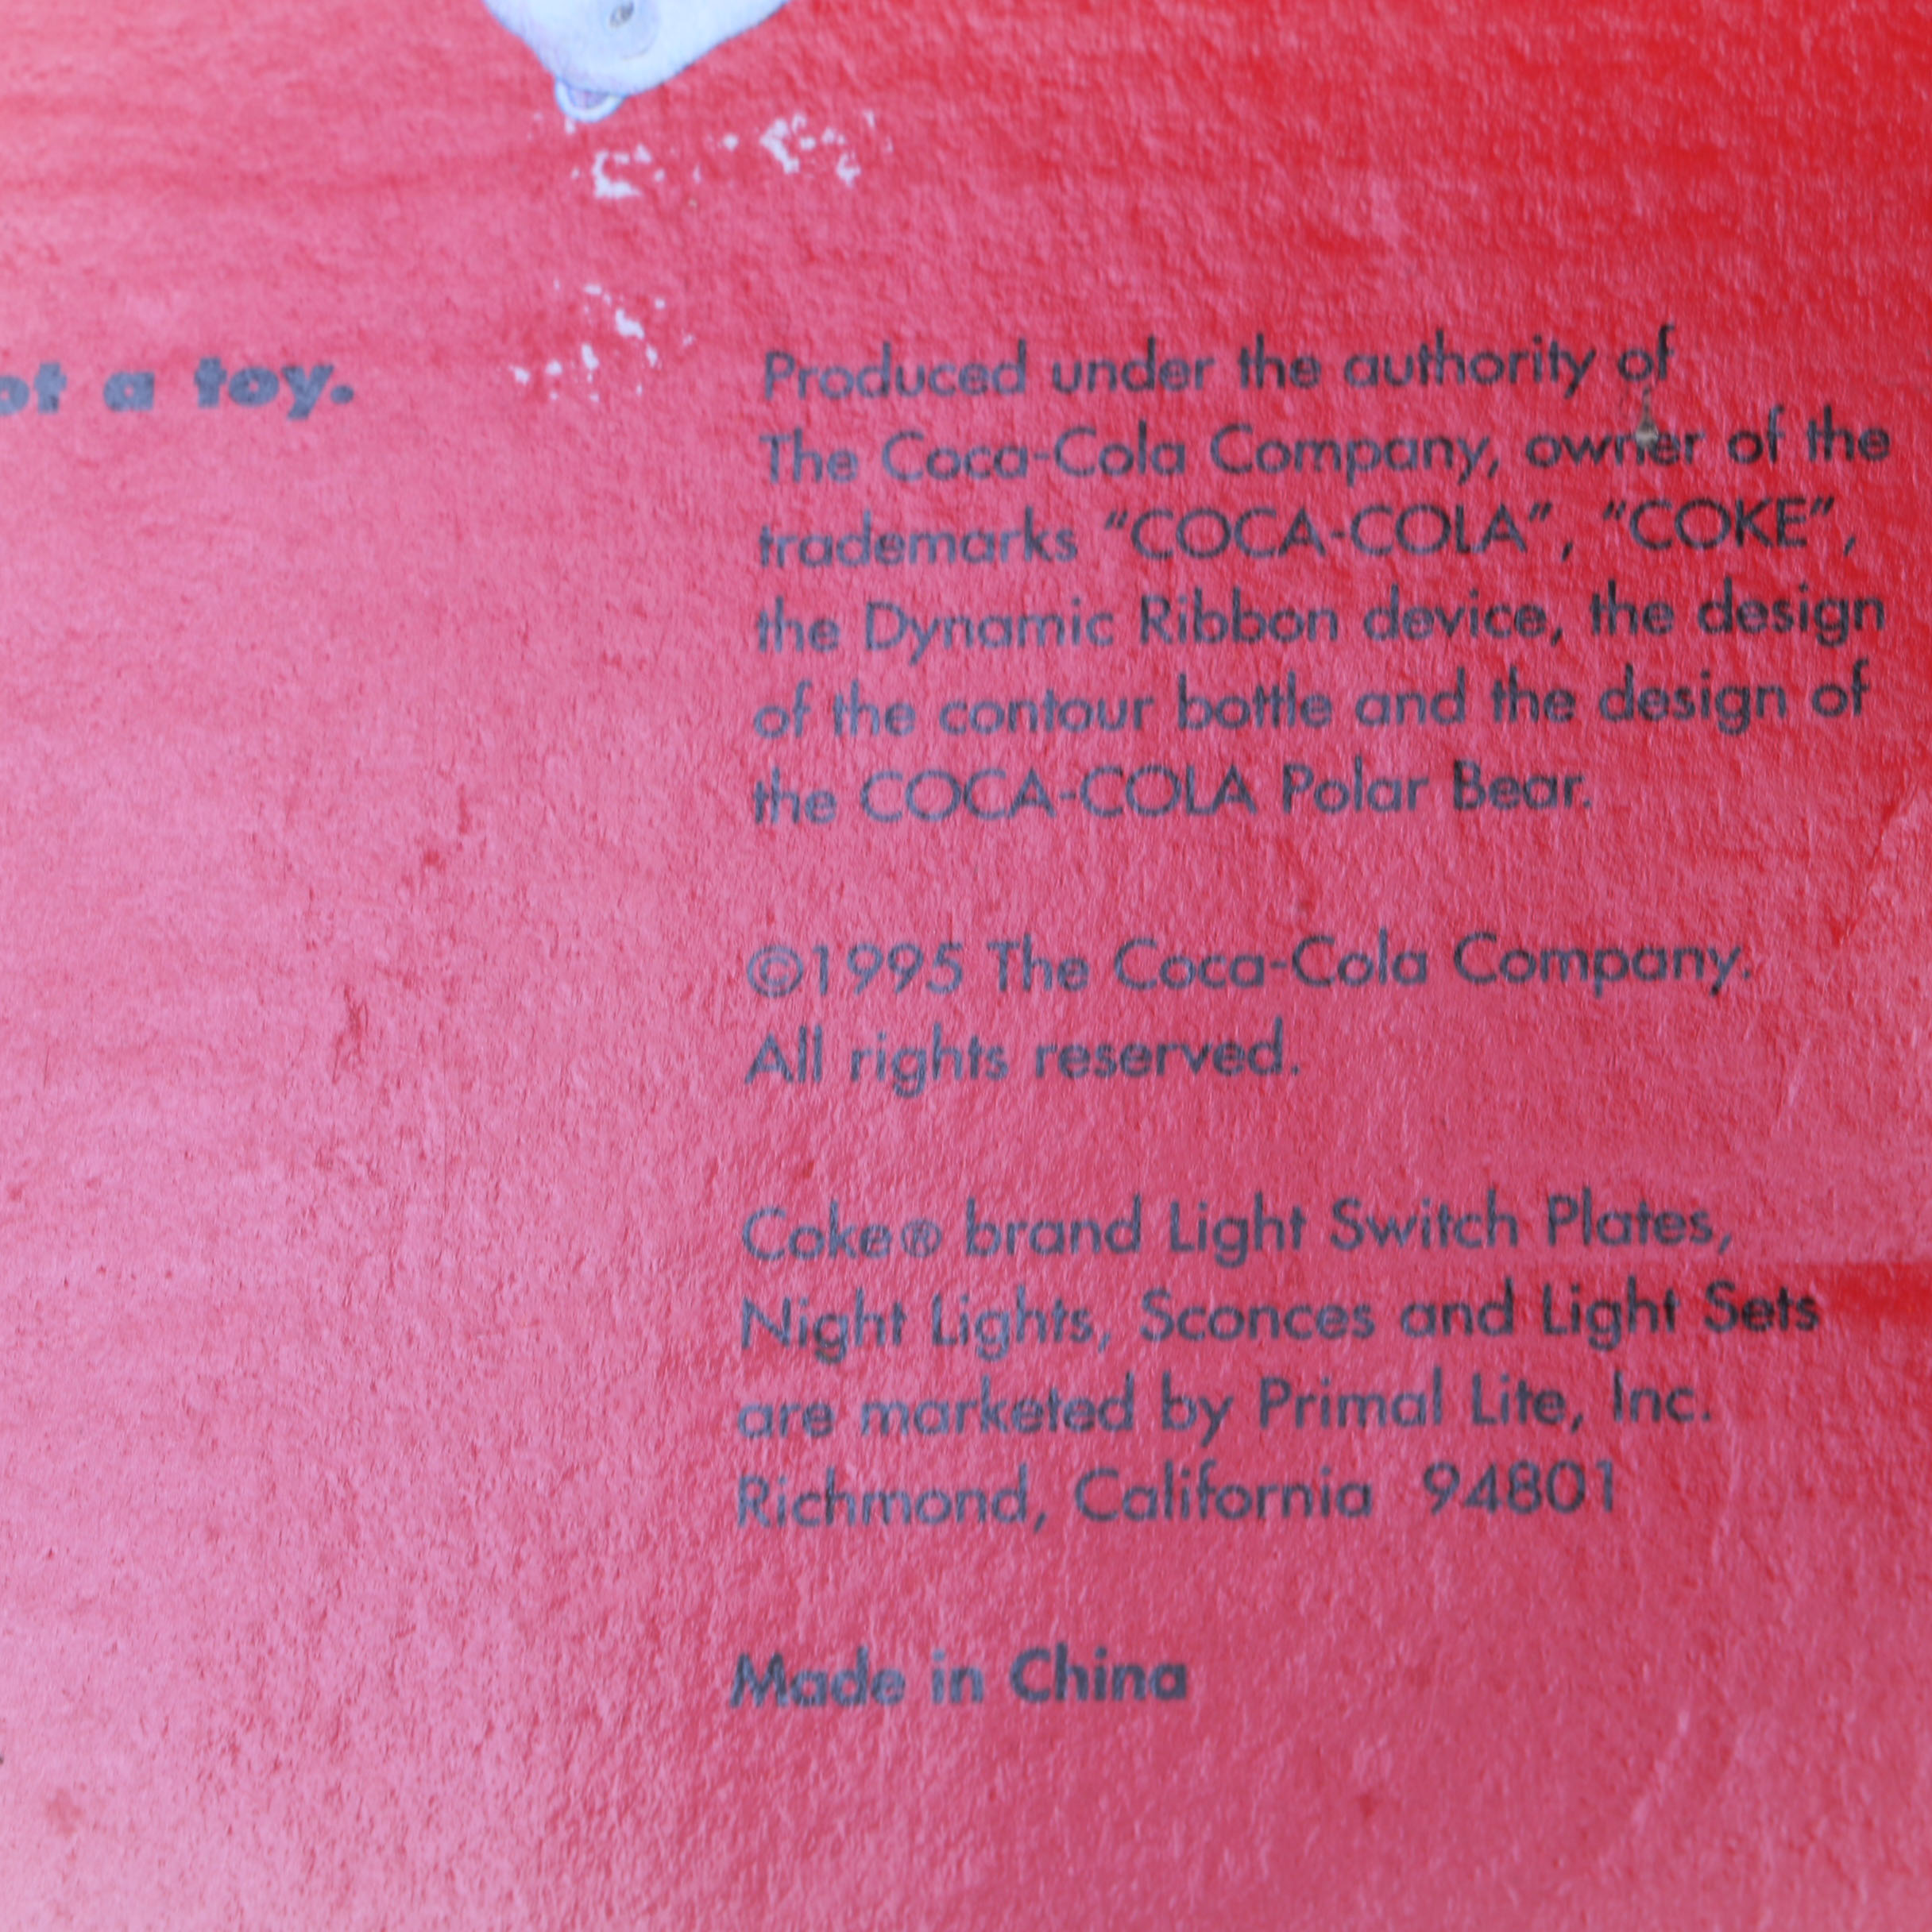 a toy.
Produced under the authority of
The Coca-Cola Company, owner of the
trademarks “COCA-COLA”, “COKE”,
the Dynamic Ribbon device, the design
of the contour bottle and the design of
the COCA-COLA Polar Bear.
©1995 The Coca-Cola Company.
All rights reserved.
Coke® brand Light Switch Plates,
Night Lights, Sconces and Light Sets
are marketed by Primal Lite, Inc.
Richmond, California 94801
Made in China